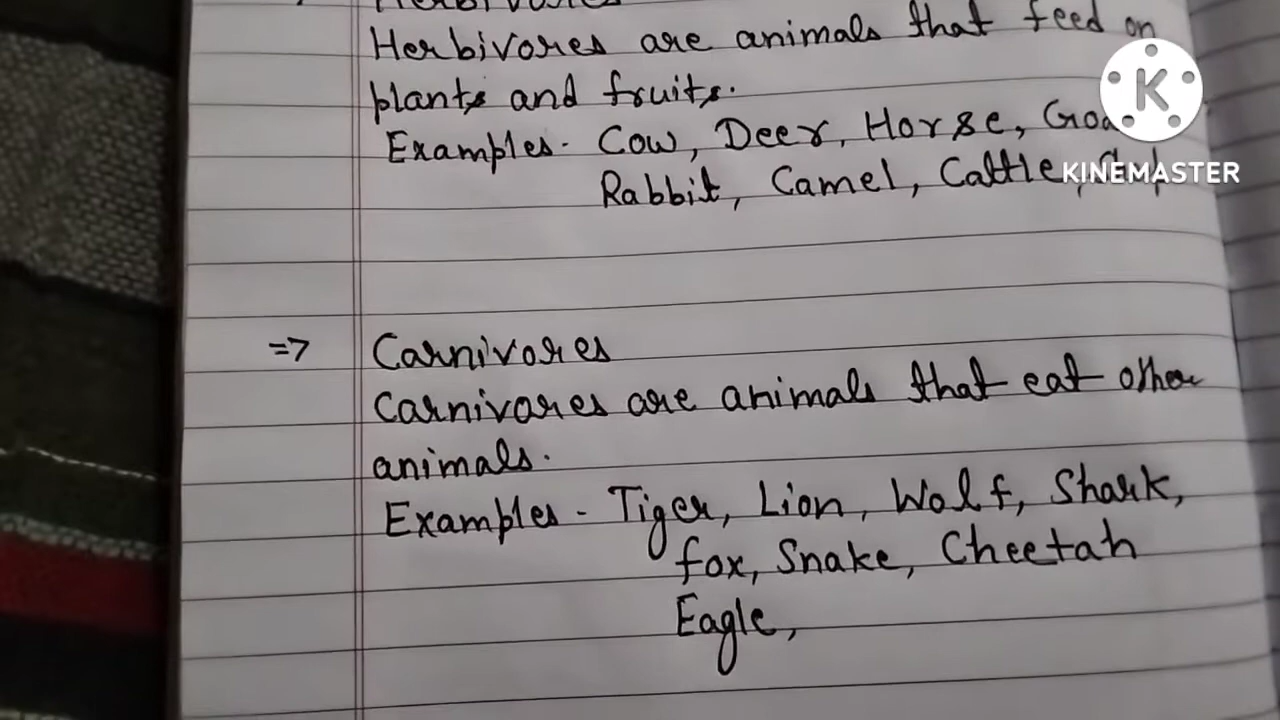 Herbivores
Herbivores are animals that feed on
plants and fruits.
Examples - Cow, Deer, Horse,
Rabbit, Camel, Cattle,
KINEMASTER
=> Carnivores
Carnivores are animals that eat other
animals.
Examples - Tiger, Lion, Wolf, Shark,
fox, Snake, Cheetah
Eagle,